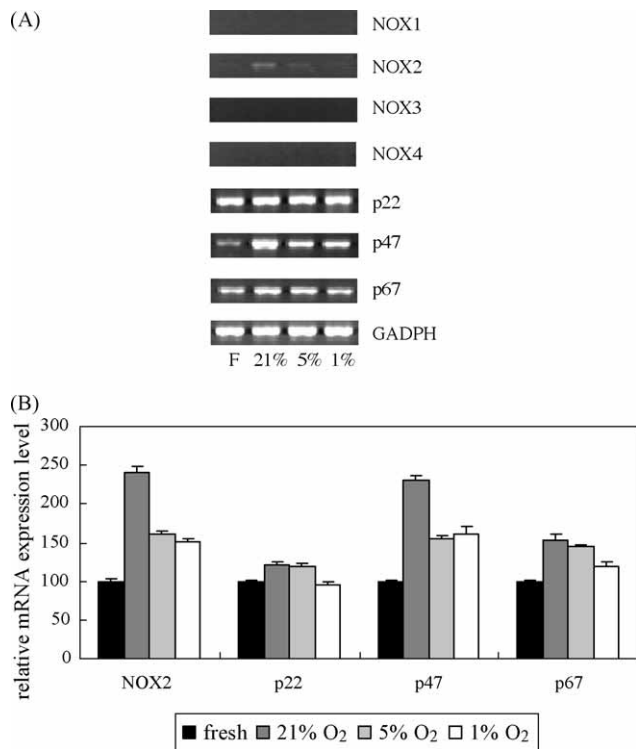 (A)
NOX1
NOX2
NOX3
NOX4
p22
p47
p67
GADPH
F 21% 5% 1%
(B)
relative mRNA expression level
300
250
200
150
100
50
0
NOX2 p22 p47 p67
fresh 21% O₂ 5% O₂ 1% O₂